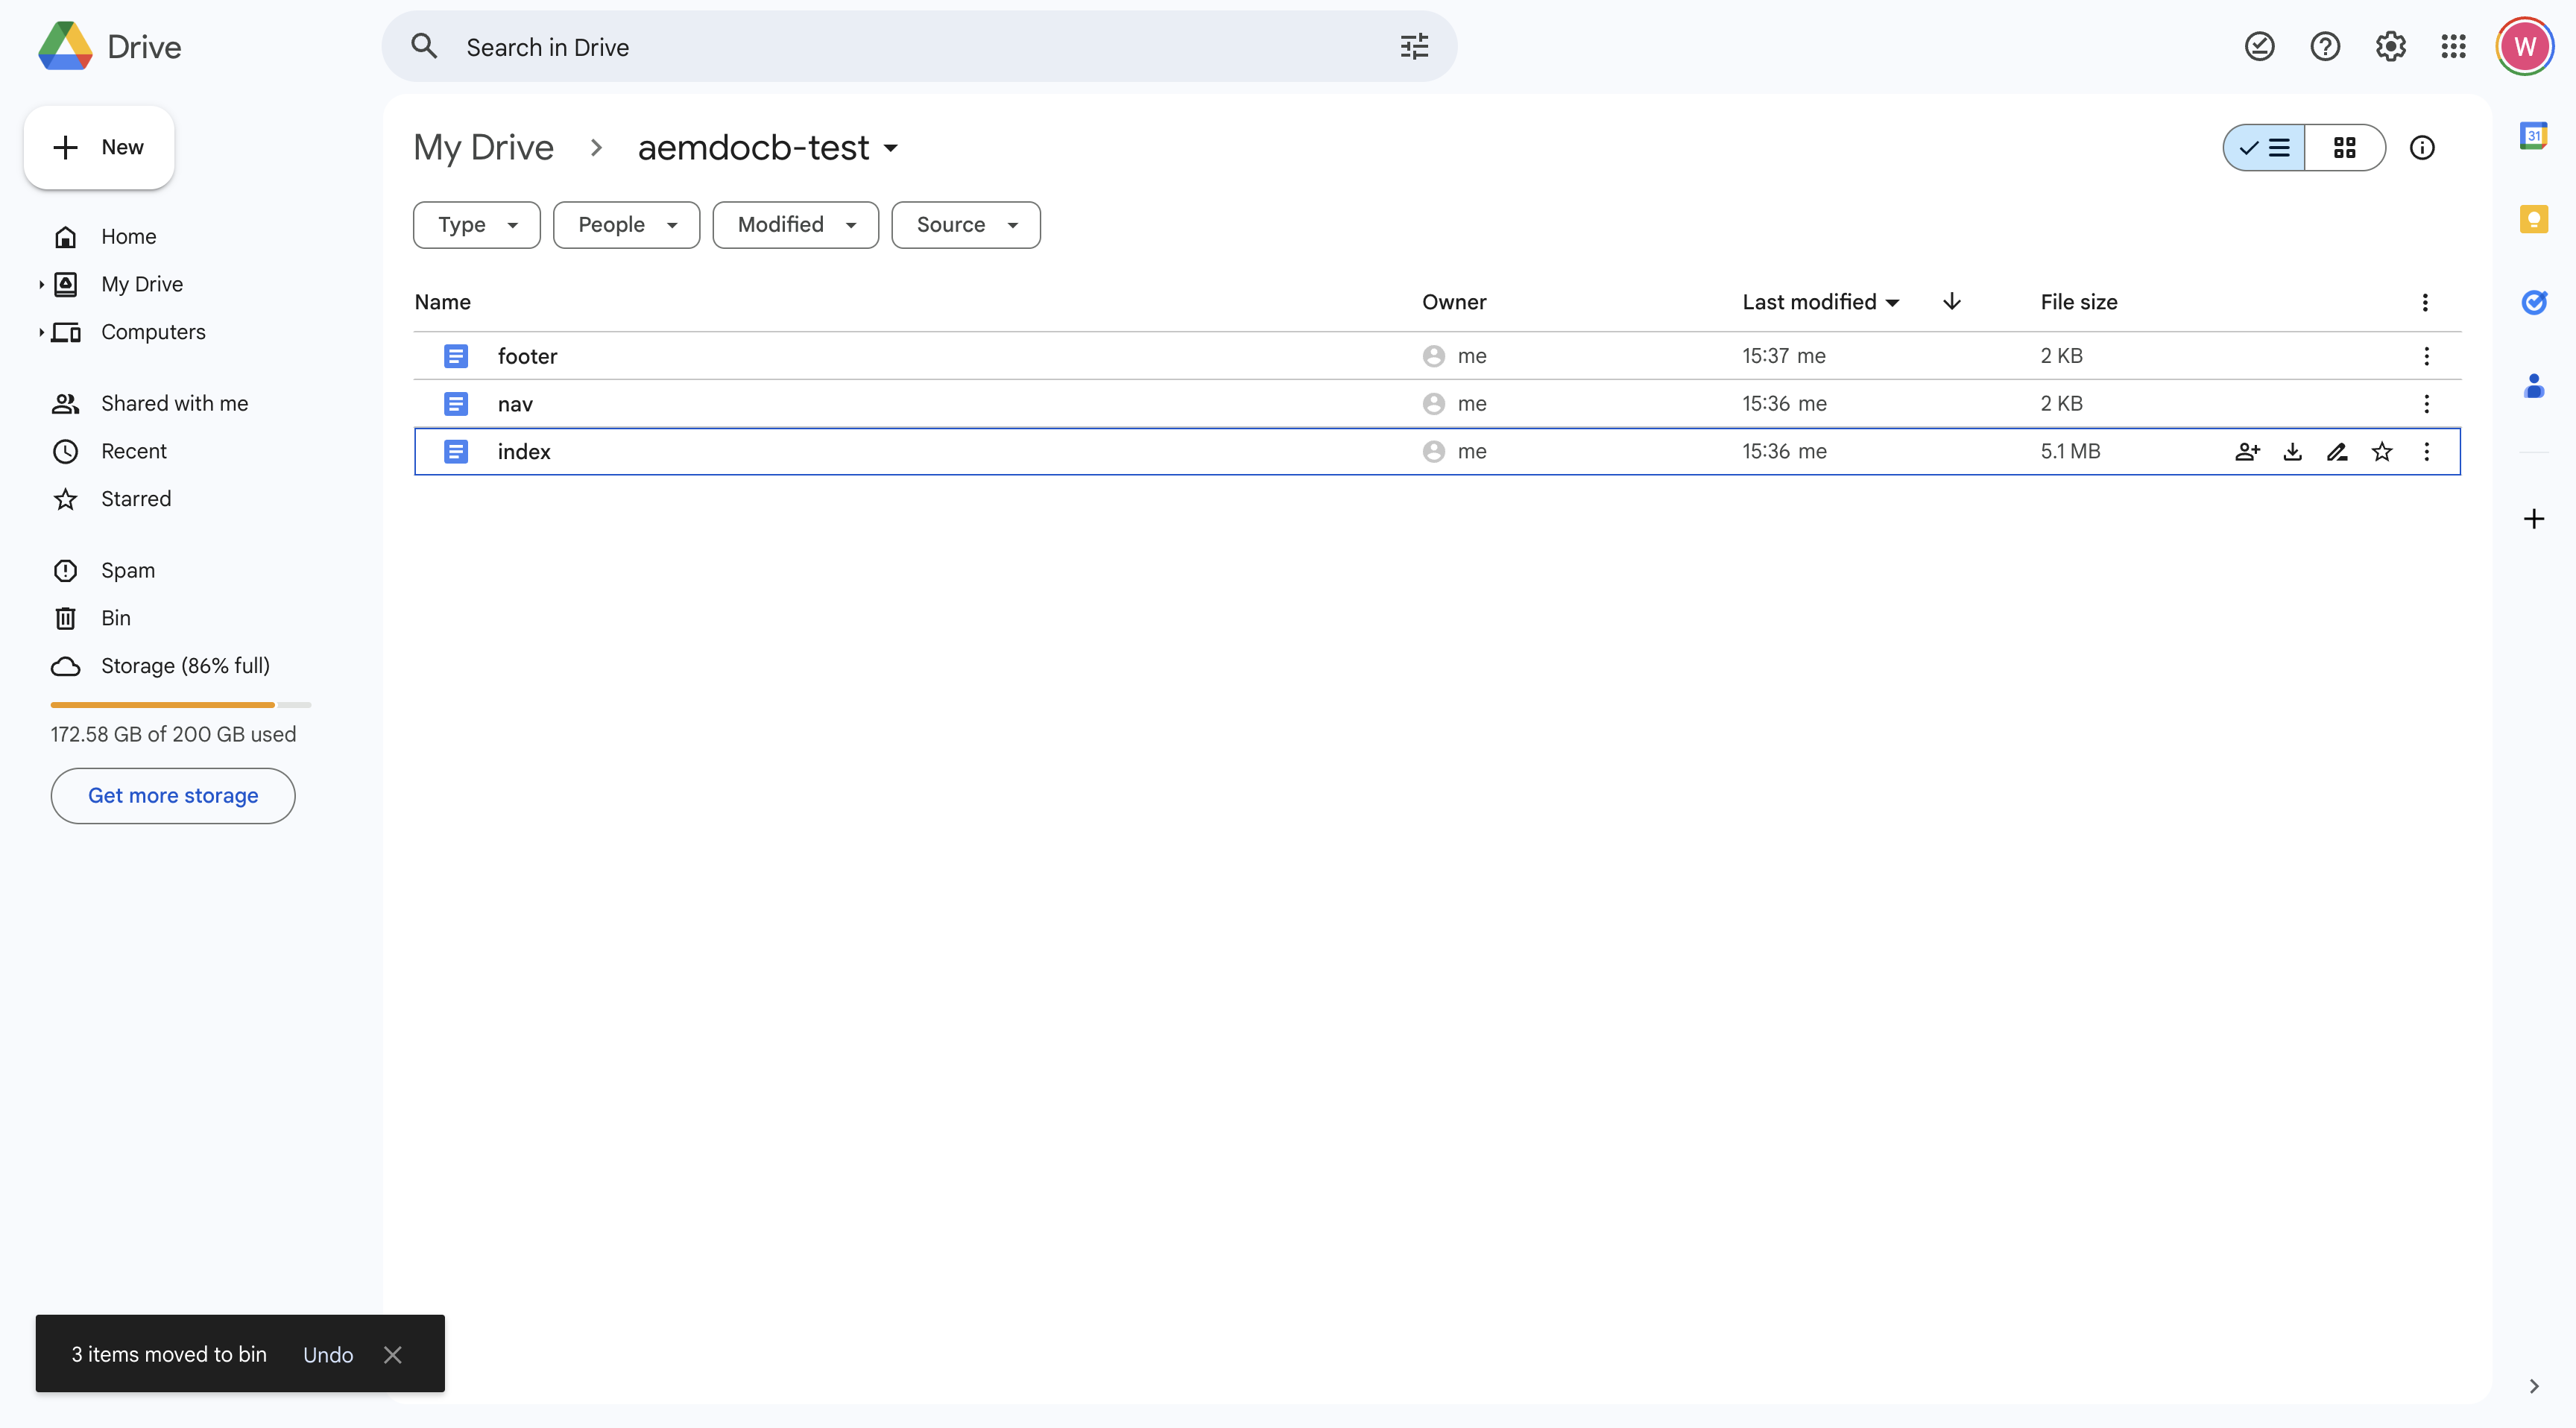 Drive
Search in Drive
W
New
My Drive
aemdocb-test
31
Type
People
Modified
Source
Home
My Drive
Computers
Shared with me
Recent
Starred
Spam
Bin
Storage (86% full)
172.58 GB of 200 GB used
Get more storage
Name Owner Last modified File size
footer me 15:37 me 2 KB
nav me 15:36 me 2 KB
index me 15:36 me 5.1 MB
3 items moved to bin Undo